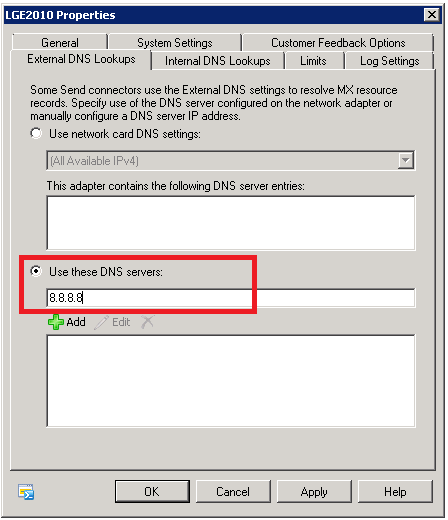 LGE2010 Properties
General
System Settings
Customer Feedback Options
External DNS Lookups
Internal DNS Lookups
Limits
Log Settings
Some Send connectors use the External DNS settings to resolve MX resource
records. Specify use of the DNS server configured on the network adapter or
manually configure a DNS server IP address.
Use network card DNS settings:
(All Available IPv4)
This adapter contains the following DNS server entries:
Use these DNS servers:
8.8.8.8
Add
Edit
OK
Cancel
Apply
Help